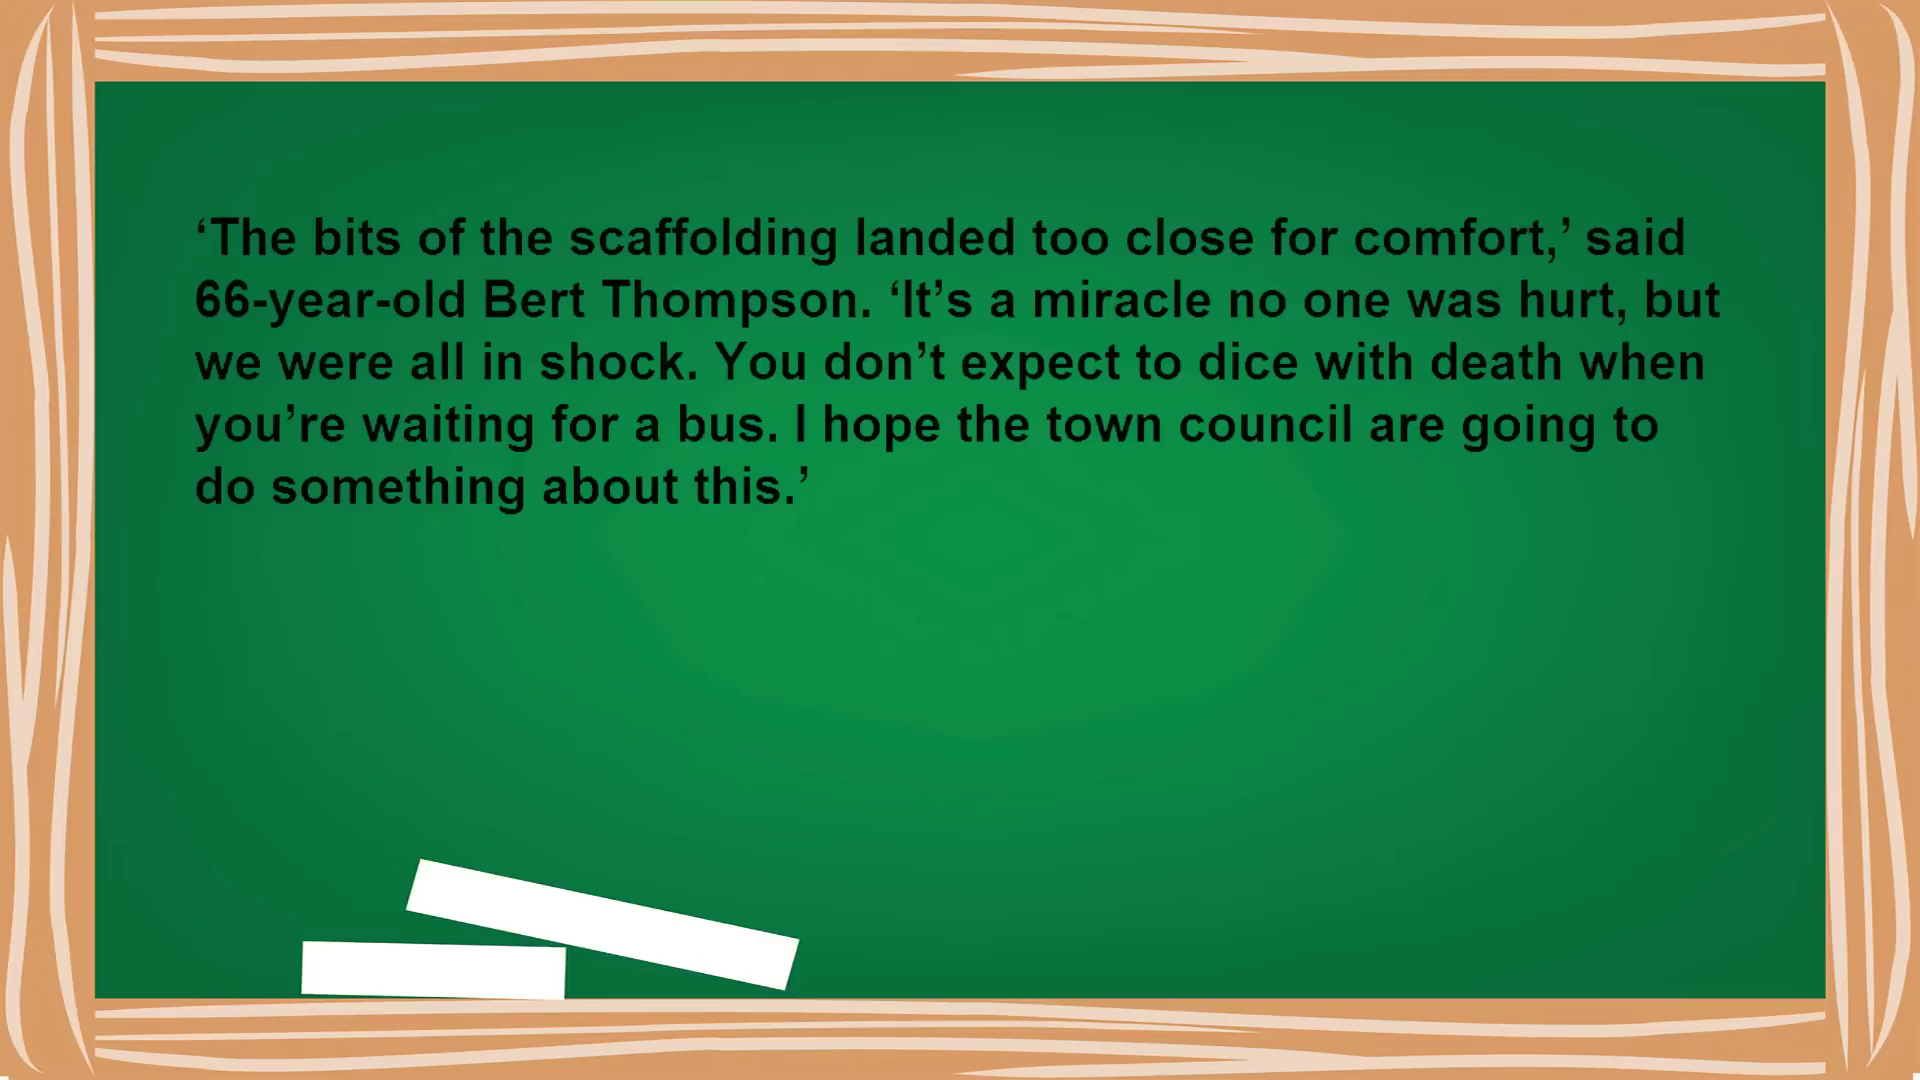 ‘The bits of the scaffolding landed too close for comfort,’ said
66-year-old Bert Thompson. ‘It’s a miracle no one was hurt, but
we were all in shock. You don’t expect to dice with death when
you’re waiting for a bus. I hope the town council are going to
do something about this.’